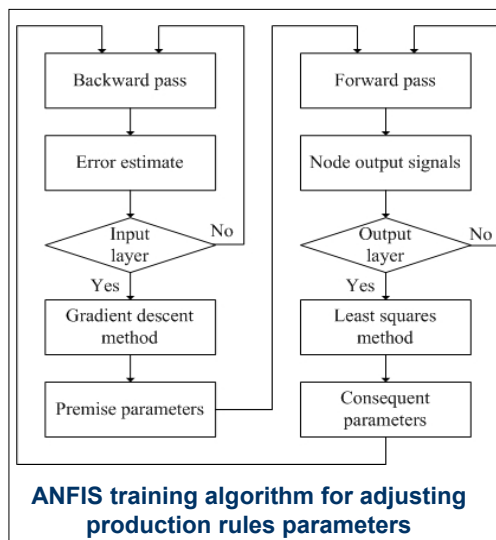 Backward pass
Error estimate
Input
layer
No
Yes
Gradient descent
method
Premise parameters
Forward pass
Node output signals
Output
layer
No
Yes
Least squares
method
Consequent
parameters
ANFIS training algorithm for adjusting
production rules parameters